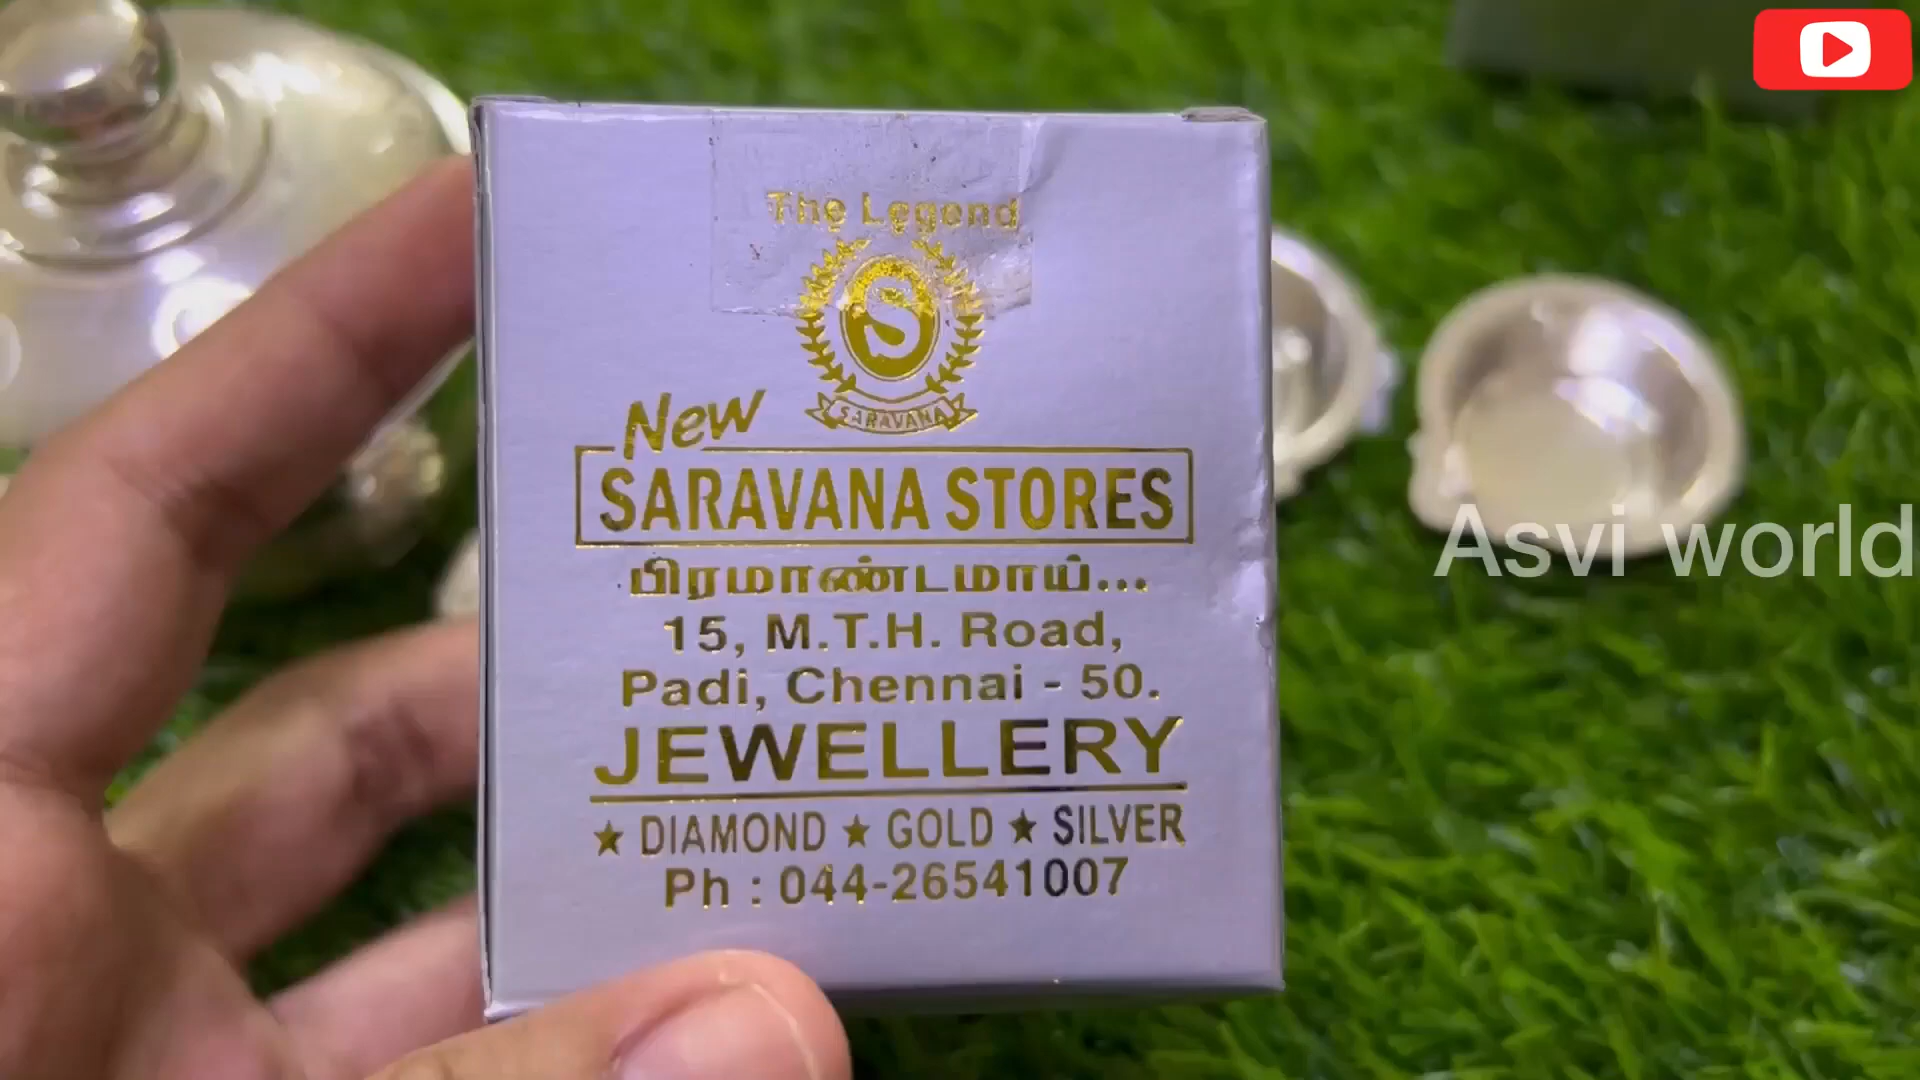 The Legend
S
SARAVANA
New
SARAVANA STORES
பிரமாண்டமாய்...
15, M.T.H. Road,
Padi, Chennai - 50.
JEWELLERY
★ DIAMOND ★ GOLD ★ SILVER
Ph : 044-26541007
Asvi world